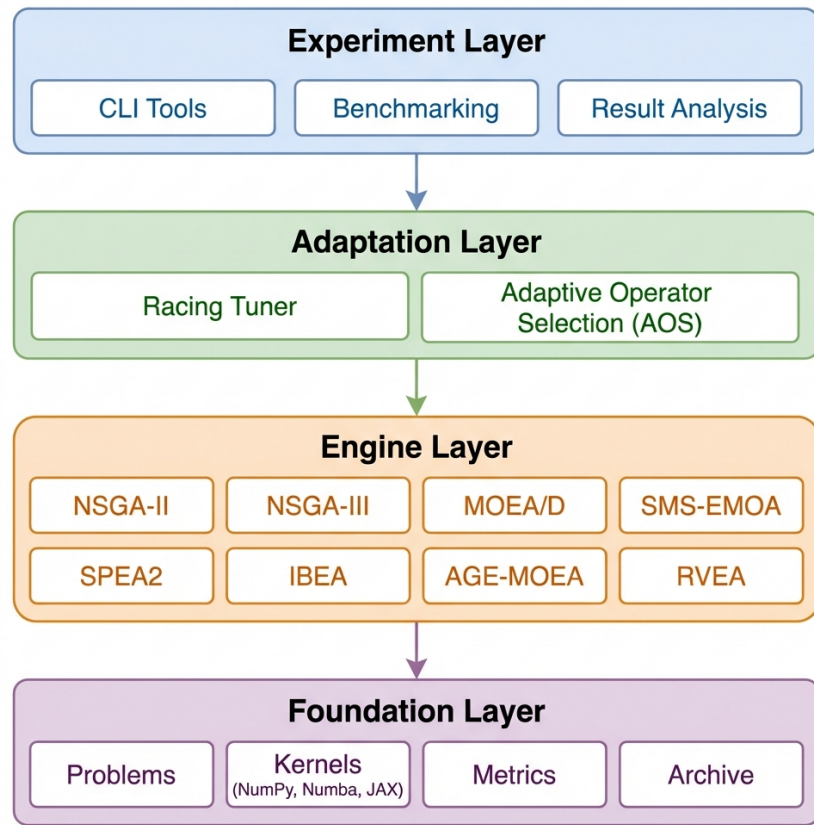 Experiment Layer
CLI Tools
Benchmarking
Result Analysis
Adaptation Layer
Racing Tuner
Adaptive Operator
Selection (AOS)
Engine Layer
NSGA-II
NSGA-III
MOEA/D
SMS-EMOA
SPEA2
IBEA
AGE-MOEA
RVEA
Foundation Layer
Problems
Kernels
(NumPy, Numba, JAX)
Metrics
Archive